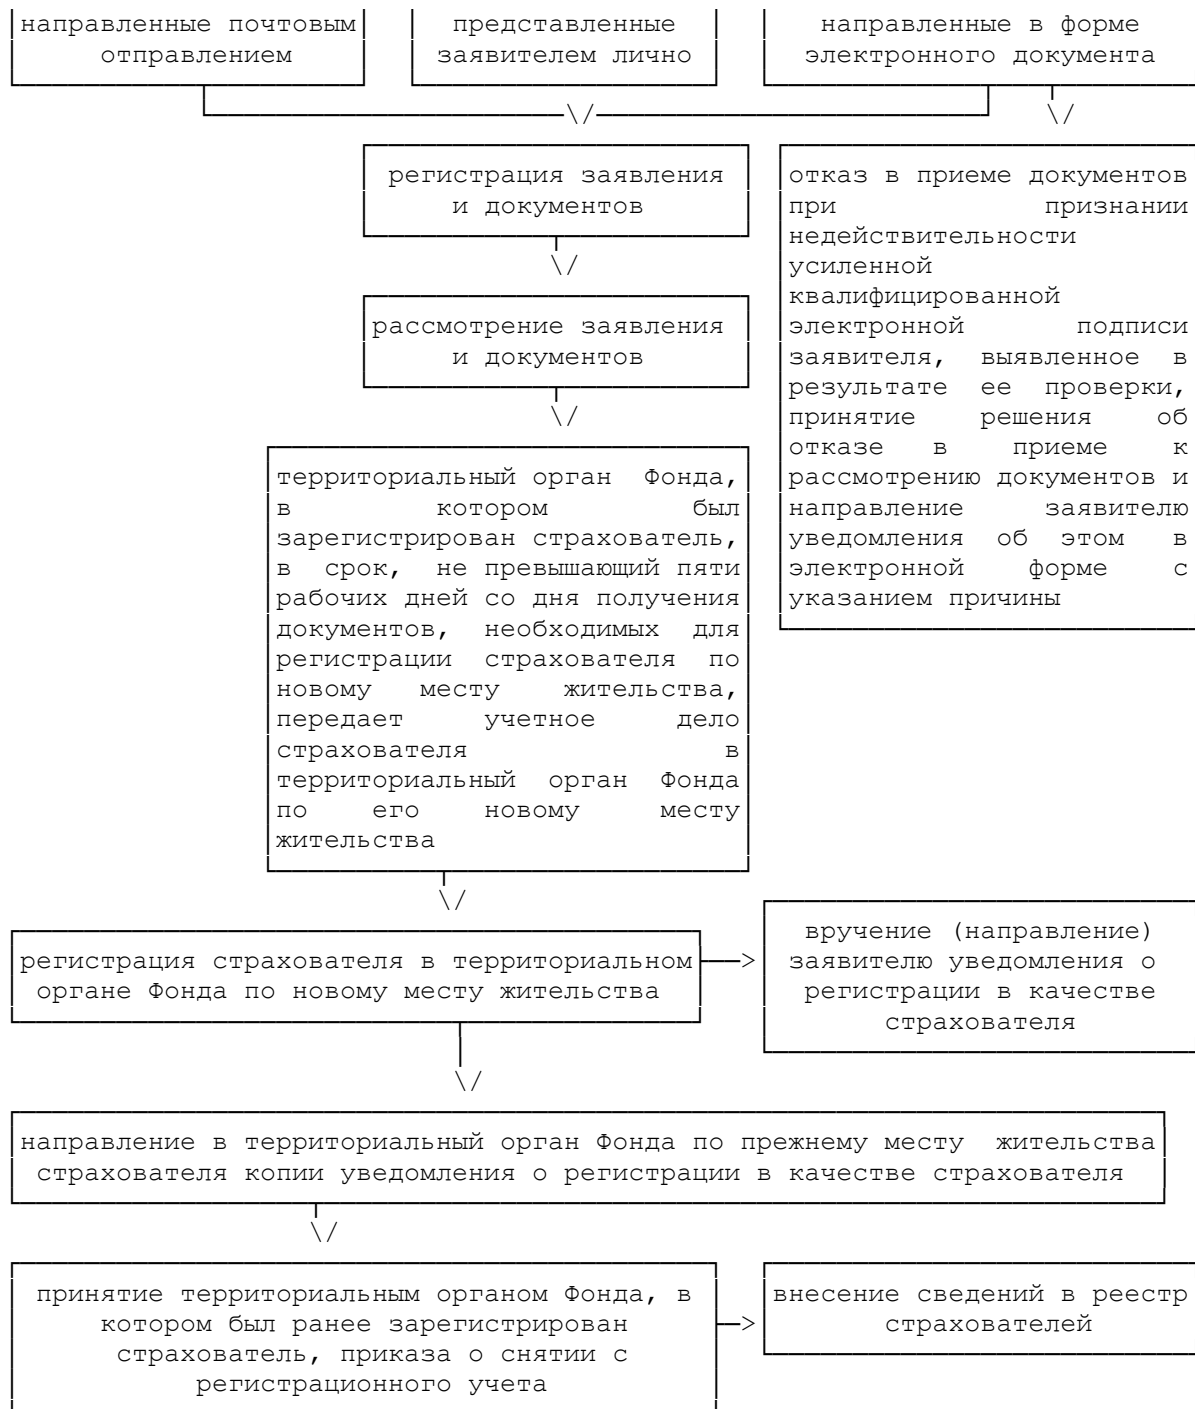 направленные почтовым
отправлением
представленные
заявителем лично
направленные в форме
электронного документа
регистрация заявления
и документов
отказ в приеме документов
при признании
недействительности
усиленной
квалифицированной
электронной подписи
заявителя, выявленное в
результате ее проверки,
принятие решения об
отказе в приеме к
рассмотрению документов и
направление заявителю
уведомления об этом в
электронной форме с
указанием причины
рассмотрение заявления
и документов
территориальный орган Фонда,
в котором был
зарегистрирован страхователь,
в срок, не превышающий пяти
рабочих дней со дня получения
документов, необходимых для
регистрации страхователя по
новому месту жительства,
передает учетное дело
страхователя в
территориальный орган Фонда
по его новому месту
жительства
регистрация страхователя в территориальном
органе Фонда по новому месту жительства
вручение (направление)
заявителю уведомления о
регистрации в качестве
страхователя
направление в территориальный орган Фонда по прежнему месту жительства
страхователя копии уведомления о регистрации в качестве страхователя
принятие территориальным органом Фонда, в
котором был ранее зарегистрирован
страхователь, приказа о снятии с
регистрационного учета
внесение сведений в реестр
страхователей